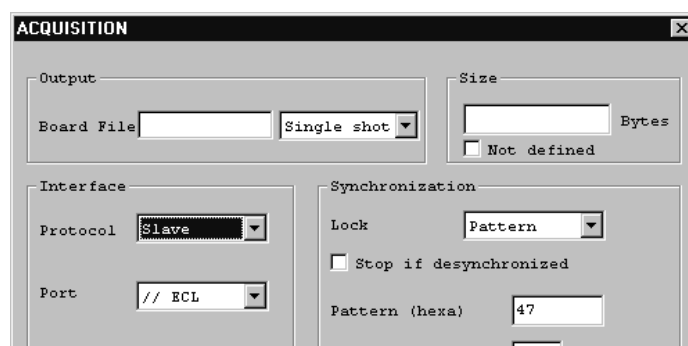 ACQUISITION
Output
Board File Single shot
Size
Bytes
Not defined
Interface
Protocol Slave
Port // ECL
Synchronization
Lock Pattern
Stop if desynchronized
Pattern (hexa) 47